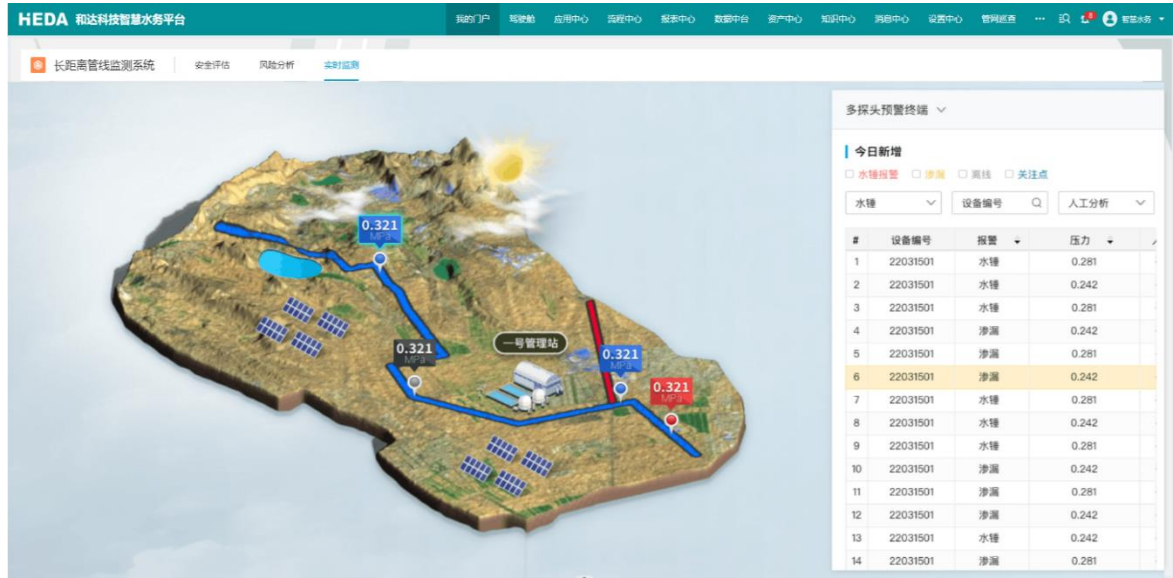 HEDA 和达科技智慧水务平台
我的门户 驾驶舱 应用中心 流程中心 报表中心 数据中台 资产中心 知识中心 消息中心 设置中心 管网巡查 ··· 智慧水务
长距离管线监测系统 安全评估 风险分析 实时监测
多探头预警终端
今日新增
水锤报警 渗漏 离线 关注点
水锤 设备编号 人工分析
# 设备编号 报警 压力
1 22031501 水锤 0.281
2 22031501 水锤 0.242
3 22031501 水锤 0.281
4 22031501 渗漏 0.242
5 22031501 渗漏 0.281
6 22031501 渗漏 0.242
7 22031501 水锤 0.281
8 22031501 水锤 0.242
9 22031501 水锤 0.281
10 22031501 渗漏 0.242
11 22031501 渗漏 0.281
12 22031501 渗漏 0.242
13 22031501 水锤 0.242
14 22031501 渗漏 0.281
0.321
MPa
0.321
MPa
一号管理站
0.321
MPa
0.321
MPa